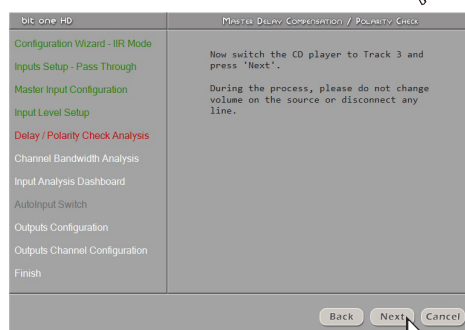 bit one HD
Master Delay Compensation / Polarity Check
Configuration Wizard - IIR Mode
Inputs Setup - Pass Through
Master Input Configuration
Input Level Setup
Delay / Polarity Check Analysis
Channel Bandwidth Analysis
Input Analysis Dashboard
AutoInput Switch
Outputs Configuration
Outputs Channel Configuration
Finish
Now switch the CD player to Track 3 and
press ‘Next‘.
During the process, please do not change
volume on the source or disconnect any
line.
Back
Next
Cancel